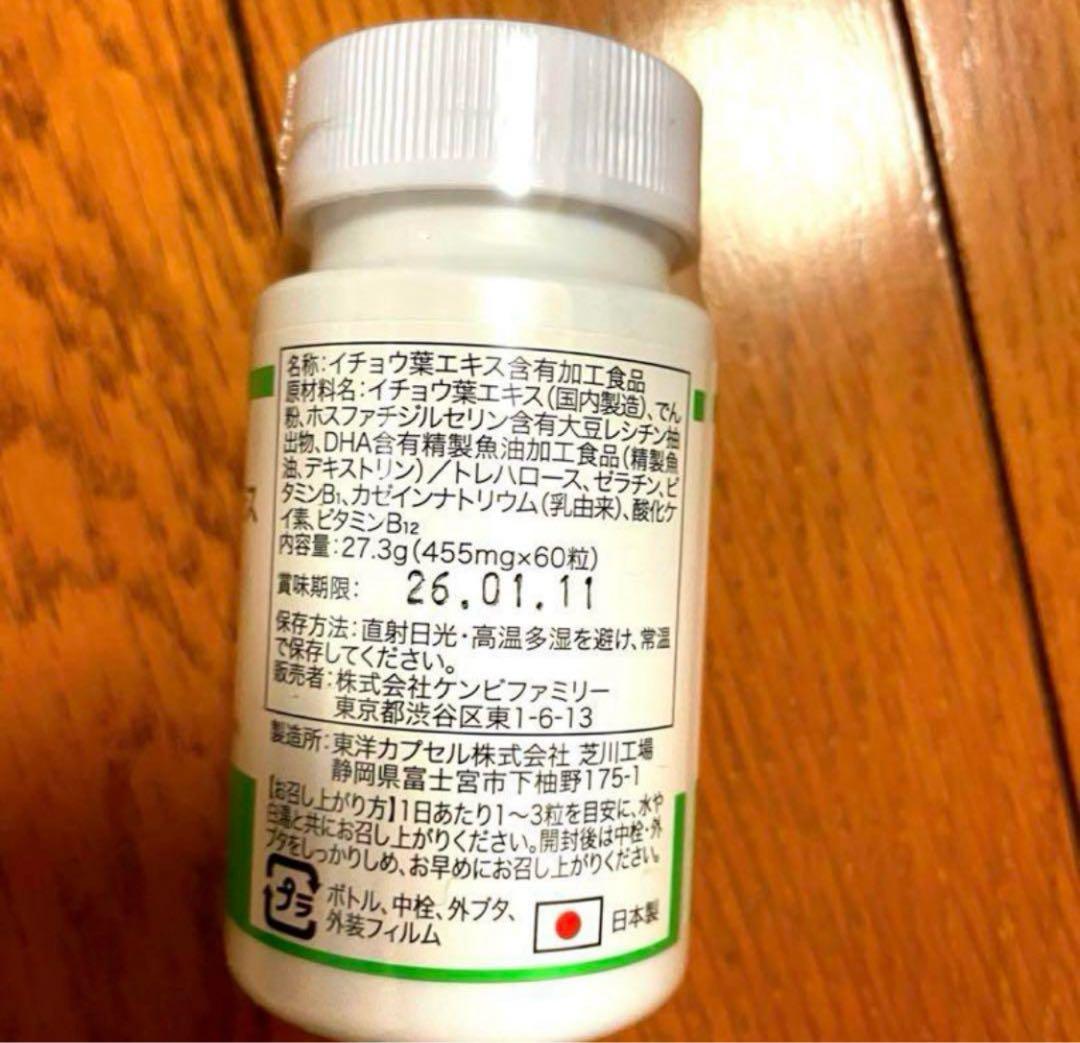 名称:イチョウ葉エキス含有加工食品
原材料名:イチョウ葉エキス(国内製造)、でん
粉、ホスファチジルセリン含有大豆レシチン抽
出物、DHA含有精製魚油加工食品(精製魚
油、デキストリン)/トレハロース、ゼラチン、ビ
タミンB₁、カゼインナトリウム(乳由来)、酸化ケ
イ素、ビタミンB₁₂
内容量:27.3g(455mg×60粒)
賞味期限: 26.01.11
保存方法:直射日光・高温多湿を避け、常温
で保存してください。
販売者:株式会社ケンビファミリー
東京都渋谷区東1-6-13
製造所:東洋カプセル株式会社 芝川工場
静岡県富士宮市下柚野175-1
【お召し上がり方】1日あたり1~3粒を目安に、水や
白湯と共にお召し上がりください。開封後は中栓・外
ブタをしっかりしめ、お早めにお召し上がりください。
プラ
ボトル、中栓、外ブタ、
外装フィルム
日本製
ス